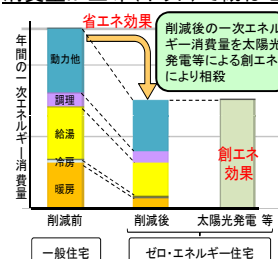 省エネ効果
削減後の一次エネル
ギー消費量を太陽光
発電等による創エネ
により相殺
年間の一次エネルギー消費量
動力他
調理
給湯
冷房
暖房
創エネ
効果
削減前
削減後
太陽光発電 等
一般住宅
ゼロ・エネルギー住宅